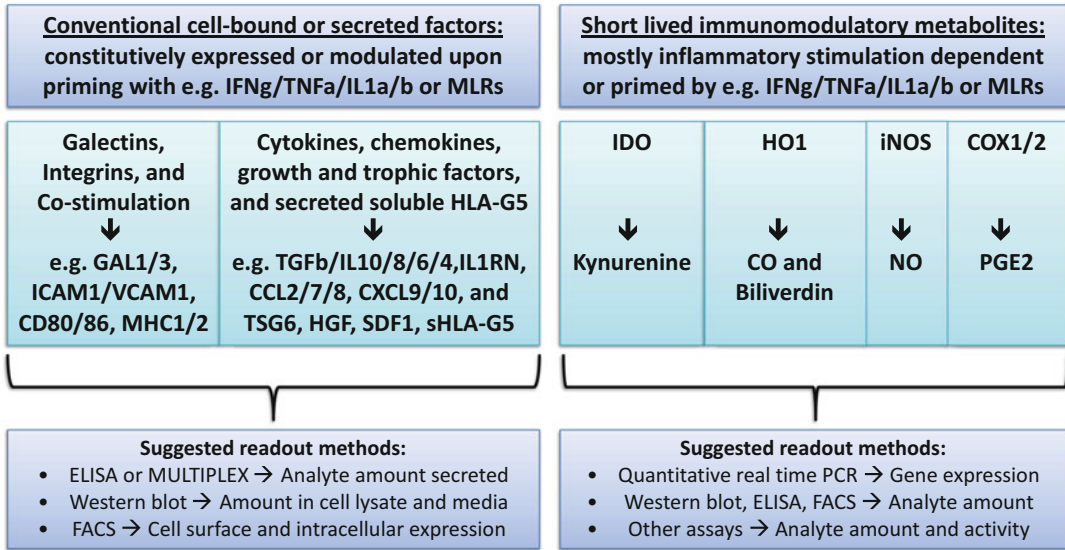 Conventional cell-bound or secreted factors:
constitutively expressed or modulated upon
priming with e.g. IFNg/TNFa/IL1a/b or MLRs
Galectins,
Integrins, and
Co-stimulation
↓
e.g. GAL1/3,
ICAM1/VCAM1,
CD80/86, MHC1/2
Cytokines, chemokines,
growth and trophic factors,
and secreted soluble HLA-G5
↓
e.g. TGFb/IL10/8/6/4,IL1RN,
CCL2/7/8, CXCL9/10, and
TSG6, HGF, SDF1, sHLA-G5
Suggested readout methods:
• ELISA or MULTIPLEX → Analyte amount secreted
• Western blot → Amount in cell lysate and media
• FACS → Cell surface and intracellular expression
Short lived immunomodulatory metabolites:
mostly inflammatory stimulation dependent
or primed by e.g. IFNg/TNFa/IL1a/b or MLRs
IDO
↓
Kynurenine
HO1
↓
CO and
Biliverdin
iNOS
↓
NO
COX1/2
↓
PGE2
Suggested readout methods:
• Quantitative real time PCR → Gene expression
• Western blot, ELISA, FACS → Analyte amount
• Other assays → Analyte amount and activity